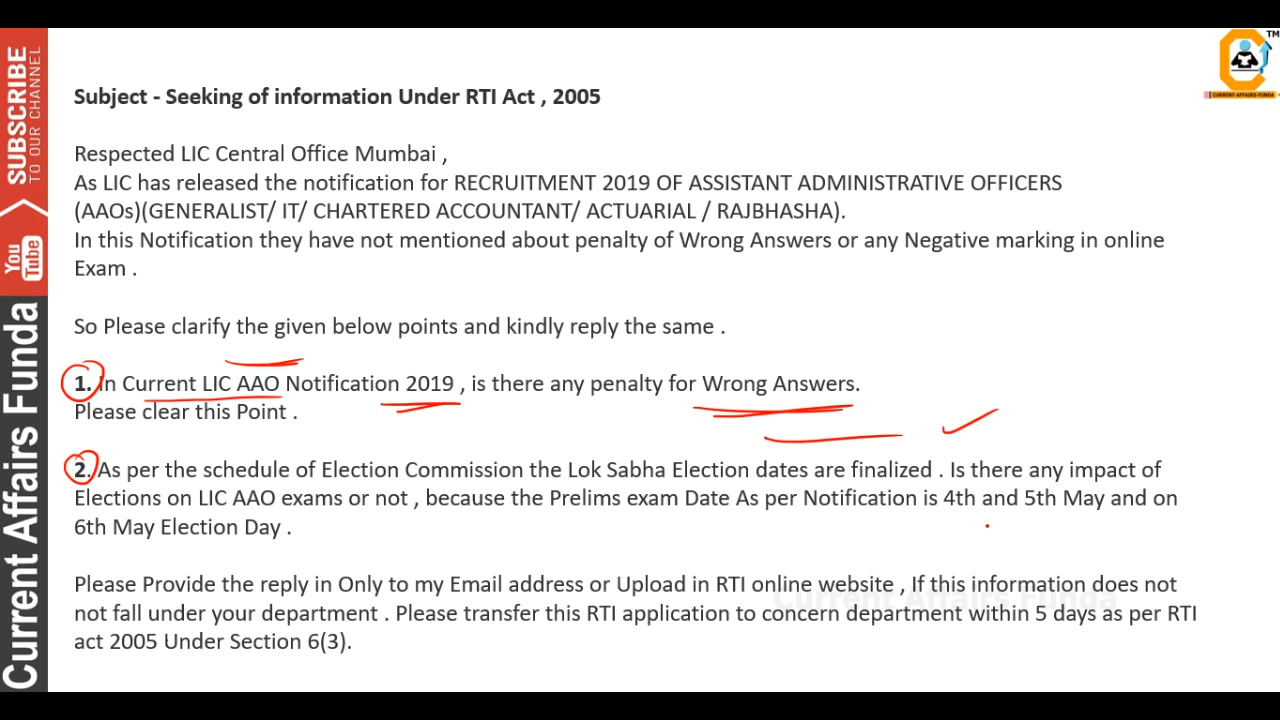 SUBSCRIBE
TO OUR CHANNEL
You
Tube
Current Affairs Funda
TM
CURRENT-AFFAIRS-FUNDA
Subject - Seeking of information Under RTI Act , 2005
Respected LIC Central Office Mumbai ,
As LIC has released the notification for RECRUITMENT 2019 OF ASSISTANT ADMINISTRATIVE OFFICERS
(AAOs)(GENERALIST/ IT/ CHARTERED ACCOUNTANT/ ACTUARIAL / RAJBHASHA).
In this Notification they have not mentioned about penalty of Wrong Answers or any Negative marking in online
Exam .
So Please clarify the given below points and kindly reply the same .
1. In Current LIC AAO Notification 2019 , is there any penalty for Wrong Answers.
Please clear this Point .
2. As per the schedule of Election Commission the Lok Sabha Election dates are finalized . Is there any impact of
Elections on LIC AAO exams or not , because the Prelims exam Date As per Notification is 4th and 5th May and on
6th May Election Day .
Please Provide the reply in Only to my Email address or Upload in RTI online website , If this information does not
not fall under your department . Please transfer this RTI application to concern department within 5 days as per RTI
act 2005 Under Section 6(3).
Current Affairs Funda